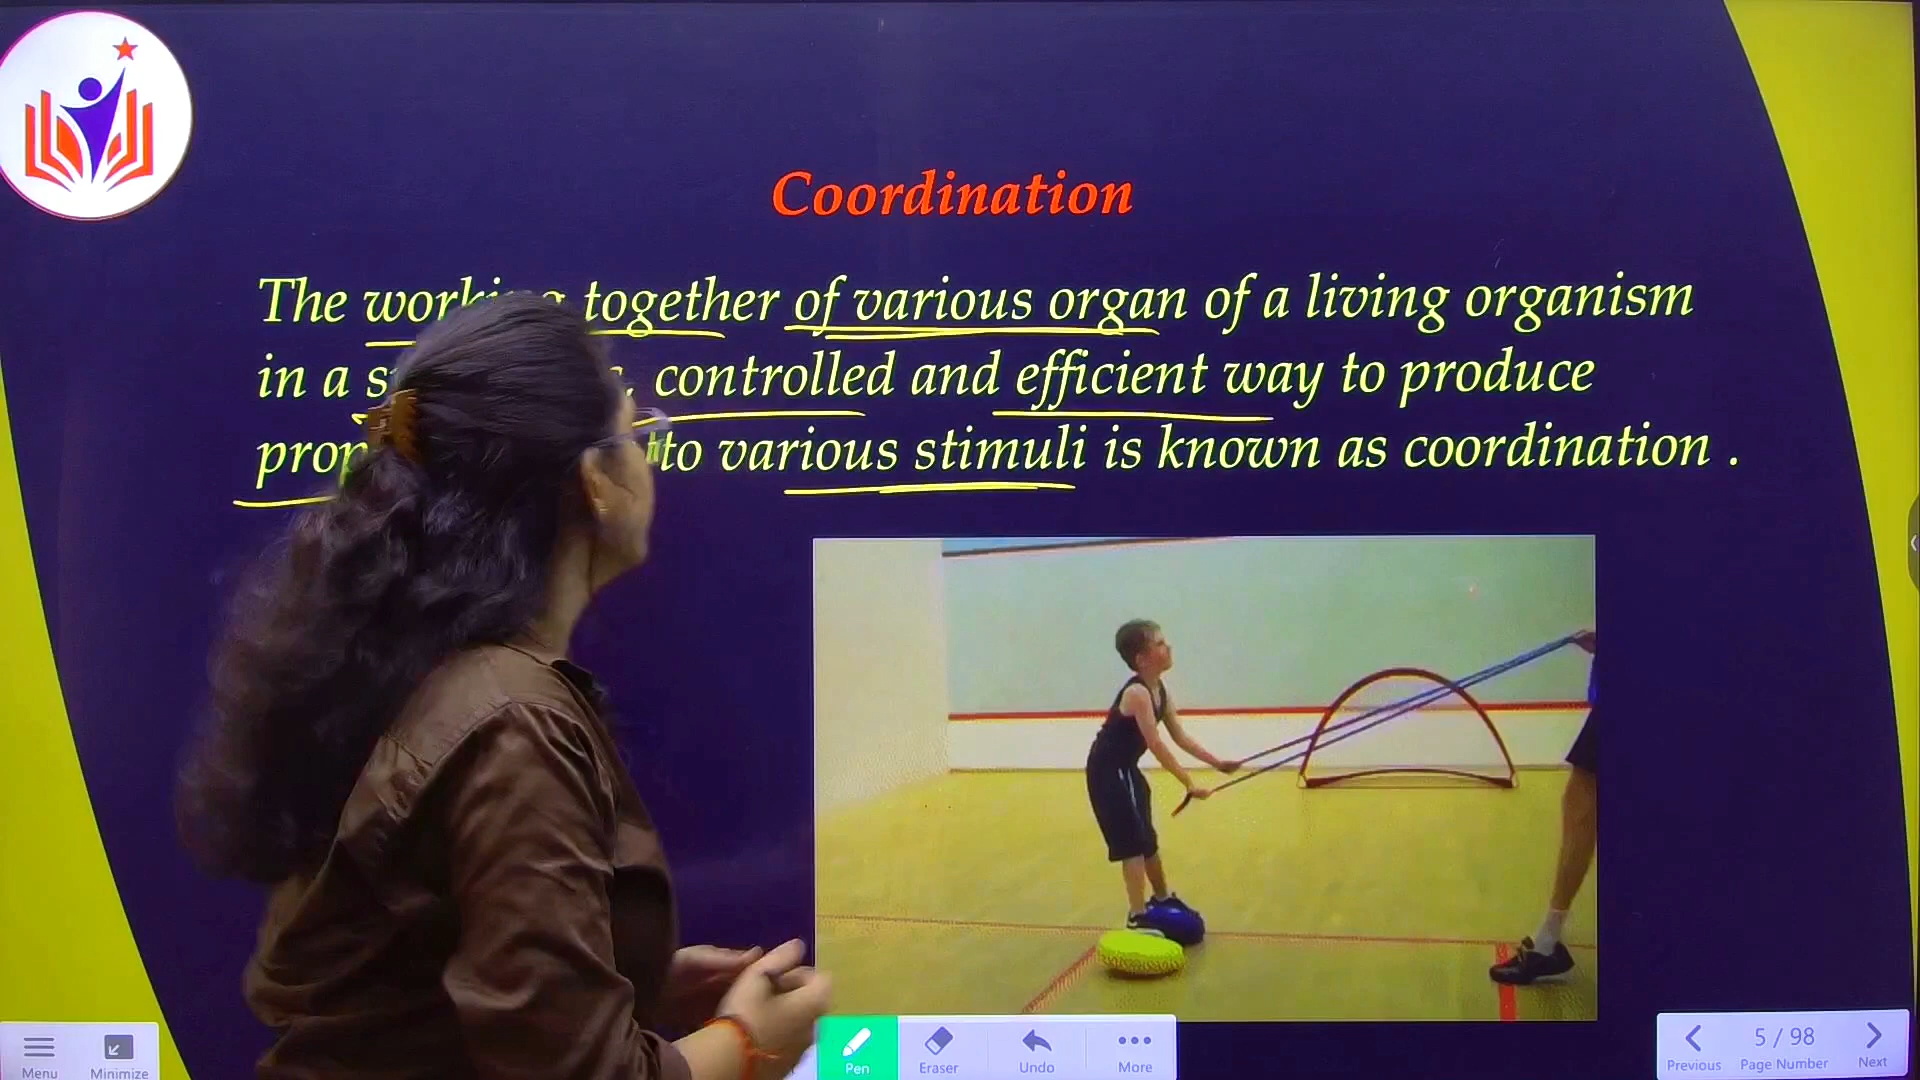 Coordination
The working together of various organ of a living organism
in a controlled and efficient way to produce
to various stimuli is known as coordination .
Menu
Minimize
Pen
Eraser
Undo
More
Previous
5 / 98
Page Number
Next